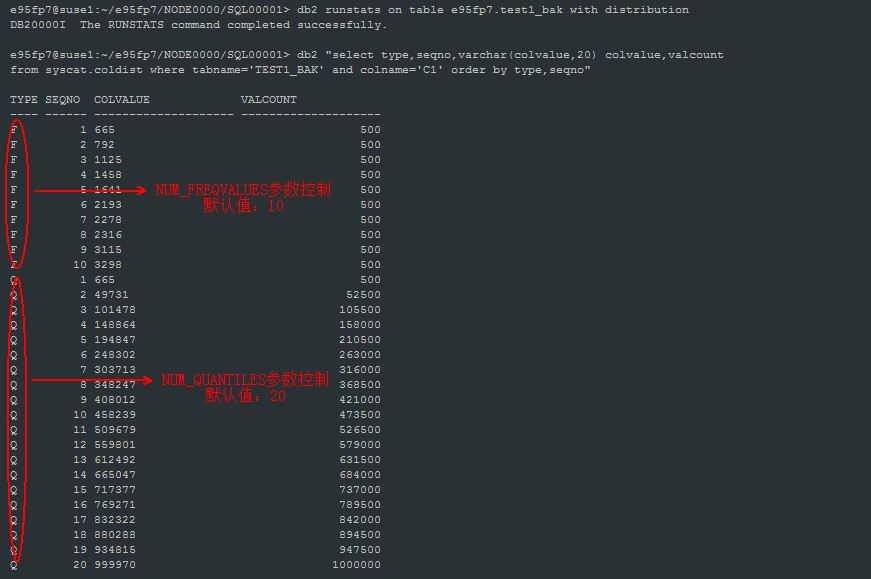 e95fp7@suse1:~/e95fp7/NODE0000/SQL00001> db2 runstats on table e95fp7.test1_bak with distribution
DB20000I  The RUNSTATS command completed successfully.
e95fp7@suse1:~/e95fp7/NODE0000/SQL00001> db2 "select type,seqno,varchar(colvalue,20) colvalue,valcount
from syscat.coldist where tabname='TEST1_BAK' and colname='C1' order by type,seqno"
TYPE SEQNO  COLVALUE             VALCOUNT
---- ------ -------------------- --------------------
F         1 665                                   500
F         2 792                                   500
F         3 1125                                  500
F         4 1458                                  500
F         5 1641                                  500
NUM_FREQVALUES参数控制
F         6 2193                                  500
默认值：10
F         7 2278                                  500
F         8 2316                                  500
F         9 3115                                  500
F        10 3298                                  500
Q         1 665                                   500
Q         2 49731                               52500
Q         3 101478                             105500
Q         4 148864                             158000
Q         5 194847                             210500
Q         6 248302                             263000
Q         7 303713                             316000
NUM_QUANTILES参数控制
Q         8 348247                             368500
默认值：20
Q         9 408012                             421000
Q        10 458239                             473500
Q        11 509679                             526500
Q        12 559801                             579000
Q        13 612492                             631500
Q        14 665047                             684000
Q        15 717377                             737000
Q        16 769271                             789500
Q        17 832322                             842000
Q        18 880288                             894500
Q        19 934815                             947500
Q        20 999970                            1000000